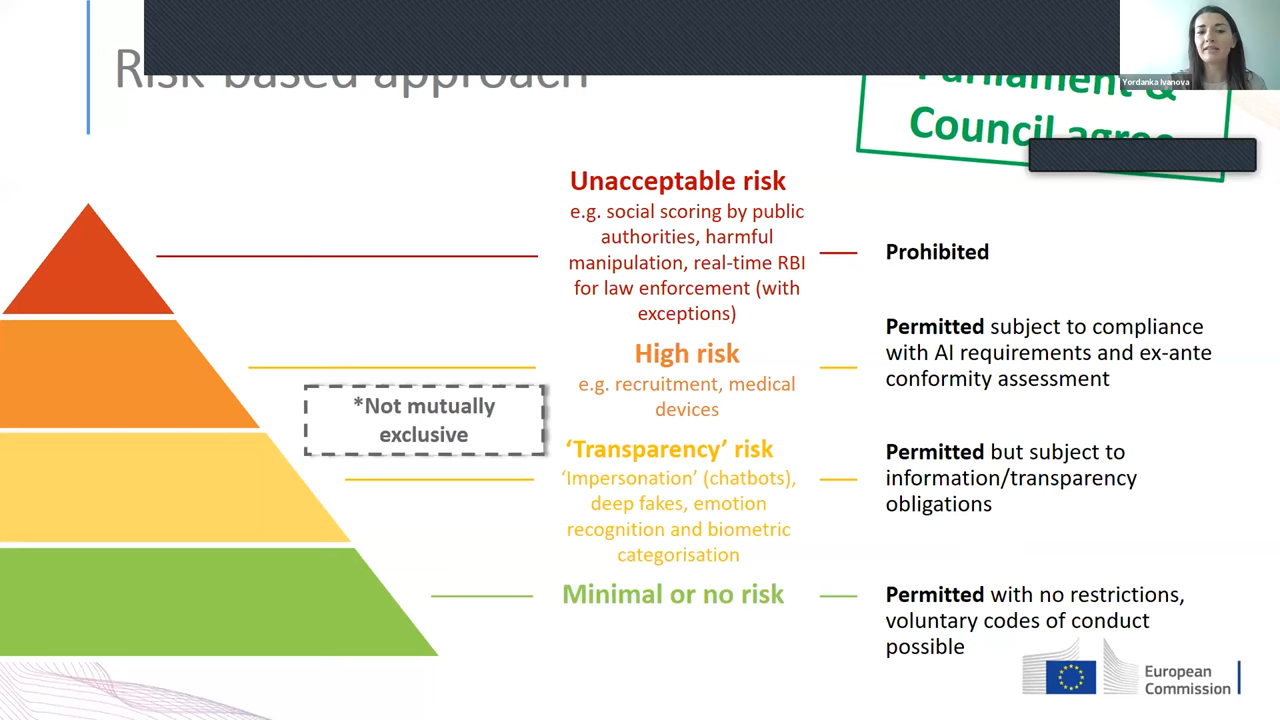 Risk-based approach
Yordanka Ivanova
Parliament &
Council agree
Unacceptable risk
e.g. social scoring by public
authorities, harmful
manipulation, real-time RBI
for law enforcement (with
exceptions)
Prohibited
High risk
e.g. recruitment, medical
devices
Permitted subject to compliance
with AI requirements and ex-ante
conformity assessment
*Not mutually
exclusive
‘Transparency’ risk
‘Impersonation’ (chatbots),
deep fakes, emotion
recognition and biometric
categorisation
Permitted but subject to
information/transparency
obligations
Minimal or no risk
Permitted with no restrictions,
voluntary codes of conduct
possible
European
Commission